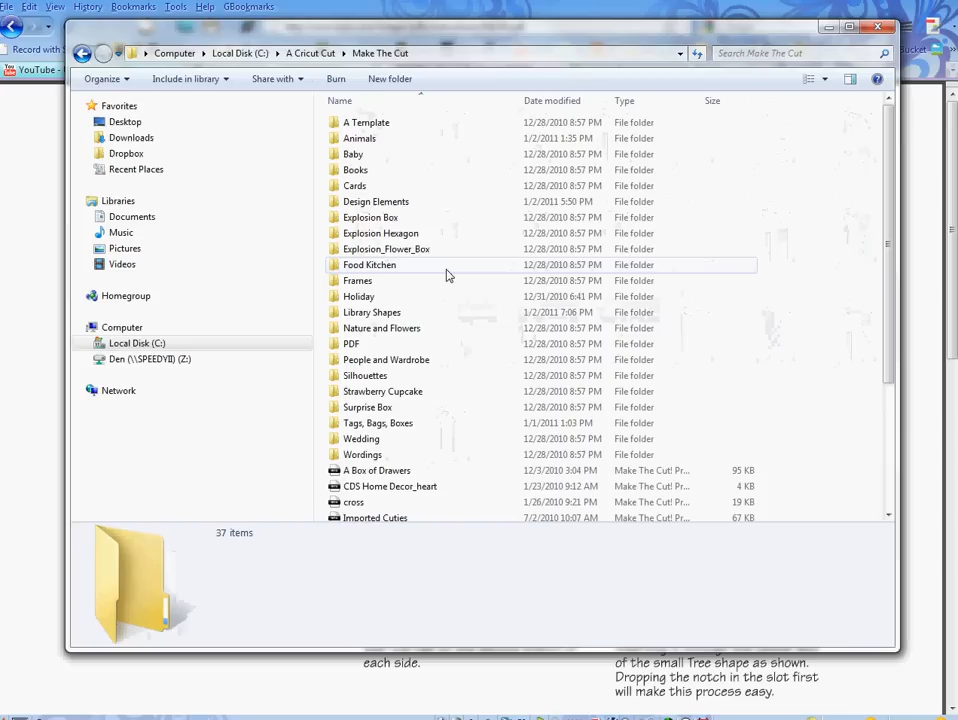 File Edit View History Bookmarks Tools Help GBookmarks
Record with S
Bucket
YouTube -
Computer Local Disk (C:) A Cricut Cut Make The Cut
Search Make The Cut
Organize Include in library Share with Burn New folder
Name Date modified Type Size
Favorites
Desktop
Downloads
Dropbox
Recent Places
Libraries
Documents
Music
Pictures
Videos
Homegroup
Computer
Local Disk (C:)
Den (\\SPEEDYII) (Z:)
Network
A Template 12/28/2010 8:57 PM File folder
Animals 1/2/2011 1:35 PM File folder
Baby 12/28/2010 8:57 PM File folder
Books 12/28/2010 8:57 PM File folder
Cards 12/28/2010 8:57 PM File folder
Design Elements 1/2/2011 5:50 PM File folder
Explosion Box 12/28/2010 8:57 PM File folder
Explosion Hexagon 12/28/2010 8:57 PM File folder
Explosion_Flower_Box 12/28/2010 8:57 PM File folder
Food Kitchen 12/28/2010 8:57 PM File folder
Frames 12/28/2010 8:57 PM File folder
Holiday 12/31/2010 6:41 PM File folder
Library Shapes 1/2/2011 7:06 PM File folder
Nature and Flowers 12/28/2010 8:57 PM File folder
PDF 12/28/2010 8:57 PM File folder
People and Wardrobe 12/28/2010 8:57 PM File folder
Silhouettes 12/28/2010 8:57 PM File folder
Strawberry Cupcake 12/28/2010 8:57 PM File folder
Surprise Box 12/28/2010 8:57 PM File folder
Tags, Bags, Boxes 1/1/2011 1:03 PM File folder
Wedding 12/28/2010 8:57 PM File folder
Wordings 12/28/2010 8:57 PM File folder
A Box of Drawers 12/3/2010 3:04 PM Make The Cut! Pr... 95 KB
CDS Home Decor_heart 1/23/2010 9:12 AM Make The Cut! Pr... 4 KB
cross 1/26/2010 9:21 PM Make The Cut! Pr... 19 KB
Imported Cuties 7/2/2010 10:07 AM Make The Cut! Pr... 67 KB
37 items
each side.
of the small Tree shape as shown.
Dropping the notch in the slot first
will make this process easy.